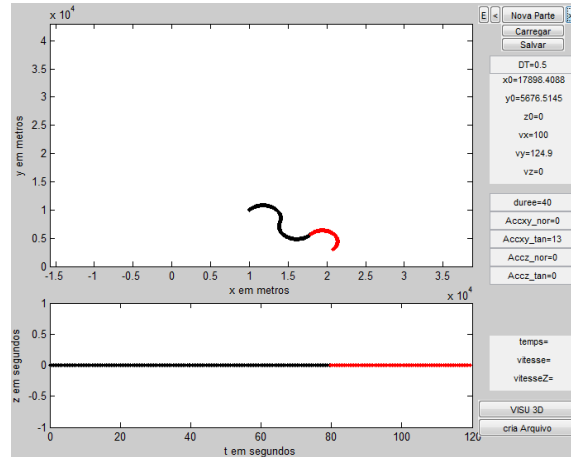 x 10⁴
4
3.5
3
2.5
2
1.5
1
0.5
0
y em metros
-1.5 -1 -0.5 0 0.5 1 1.5 2 2.5 3 3.5
x em metros
x 10⁴
1
0.5
0
-0.5
-1
z em segundos
0 20 40 60 80 100 120
t em segundos
E < Nova Parte
Carregar
Salvar
DT=0.5
x0=17898.4088
y0=5676.5145
z0=0
vx=100
vy=124.9
vz=0
duree=40
Accxy_nor=0
Accxy_tan=13
Accz_nor=0
Accz_tan=0
temps=
vitesse=
vitesseZ=
VISU 3D
cria Arquivo